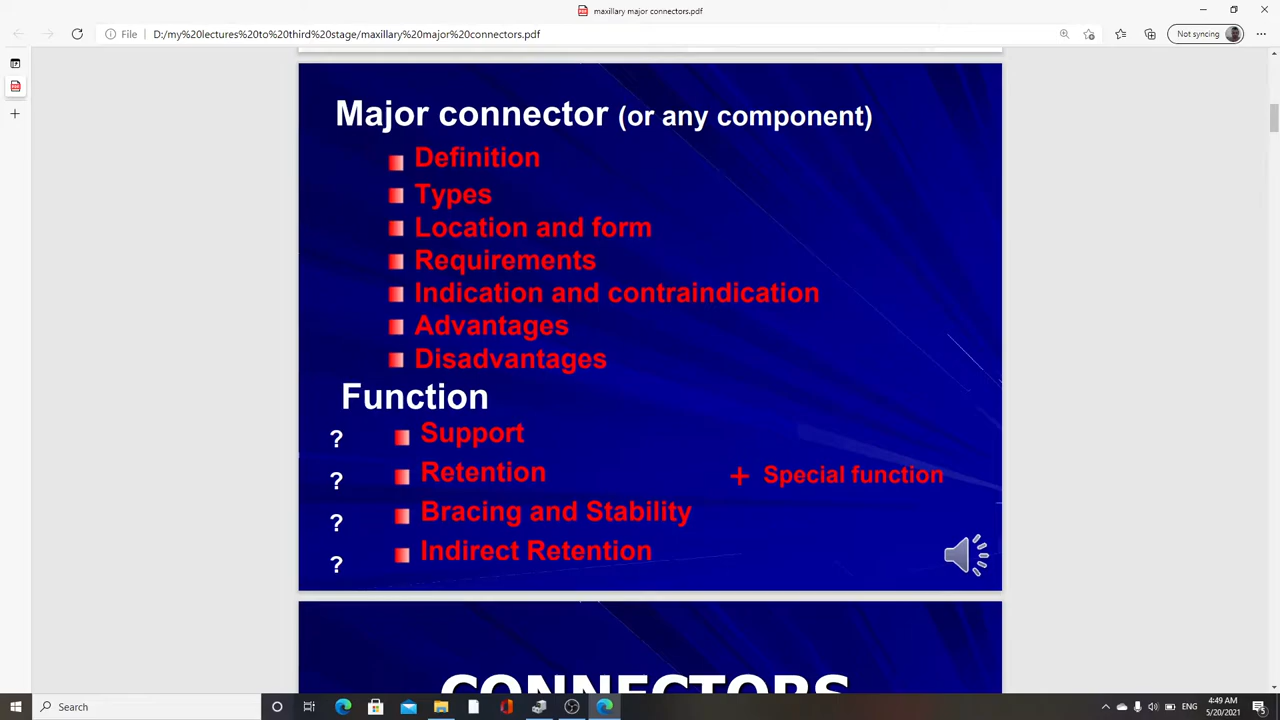 maxillary major connectors.pdf
File
D:/my%20lectures%20to%20third%20stage/maxillary%20major%20connectors.pdf
Not syncing
Major connector (or any component)
Definition
Types
Location and form
Requirements
Indication and contraindication
Advantages
Disadvantages
Function
? Support
? Retention
+ Special function
? Bracing and Stability
? Indirect Retention
CONNECTORS
Search
ENG
4:49 AM
5/20/2021